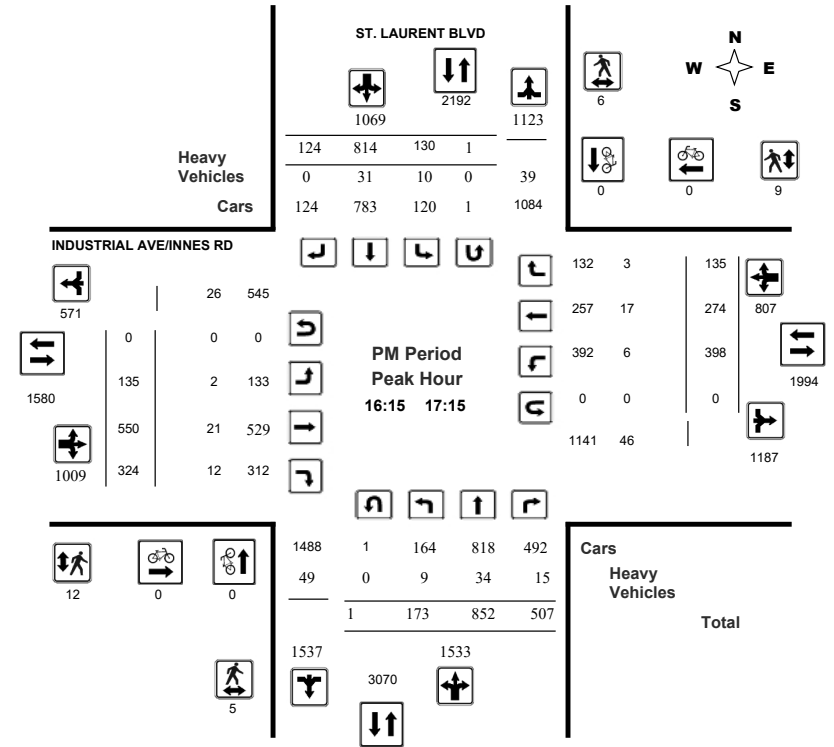 ST. LAURENT BLVD
N
W E
S
2192
6
1069 1123
124 814 130 1
Heavy
Vehicles
0 31 10 0 39
Cars
124 783 120 1 1084
0 0 9
INDUSTRIAL AVE/INNES RD
571
26 545
132 3 135
807
257 17 274
0 0 0
1580
PM Period
Peak Hour
16:15 17:15
392 6 398
1994
135 2 133
0 0 0
550 21 529
1141 46
1187
1009
324 12 312
1488 1 164 818 492 Cars
49 0 9 34 15 Heavy
Vehicles
1 173 852 507 Total
12 0 0
1537 1533
3070
5